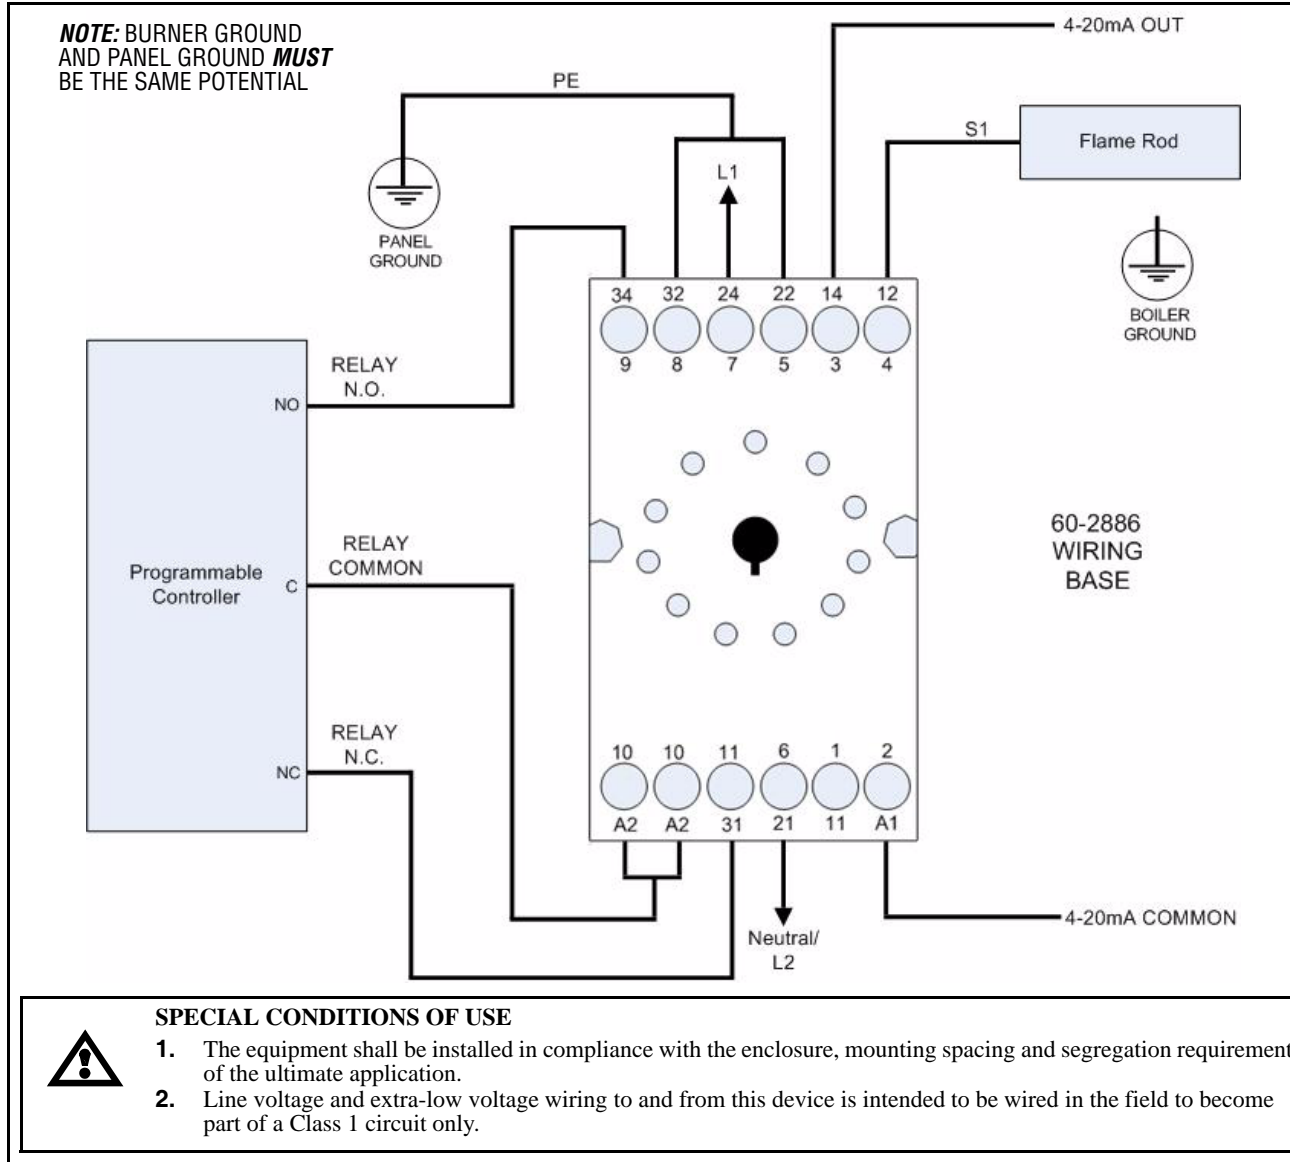 NOTE: BURNER GROUND
AND PANEL GROUND MUST
BE THE SAME POTENTIAL
4-20mA OUT
PE
S1
Flame Rod
L1
PANEL
GROUND
BOILER
GROUND
34 32 24 22 14 12
9 8 7 5 3 4
RELAY
N.O.
NO
RELAY
COMMON
Programmable
Controller
C
60-2886
WIRING
BASE
RELAY
N.C.
NC
10 10 11 6 1 2
A2 A2 31 21 11 A1
4-20mA COMMON
Neutral/
L2
SPECIAL CONDITIONS OF USE
1. The equipment shall be installed in compliance with the enclosure, mounting spacing and segregation requirement
of the ultimate application.
2. Line voltage and extra-low voltage wiring to and from this device is intended to be wired in the field to become
part of a Class 1 circuit only.